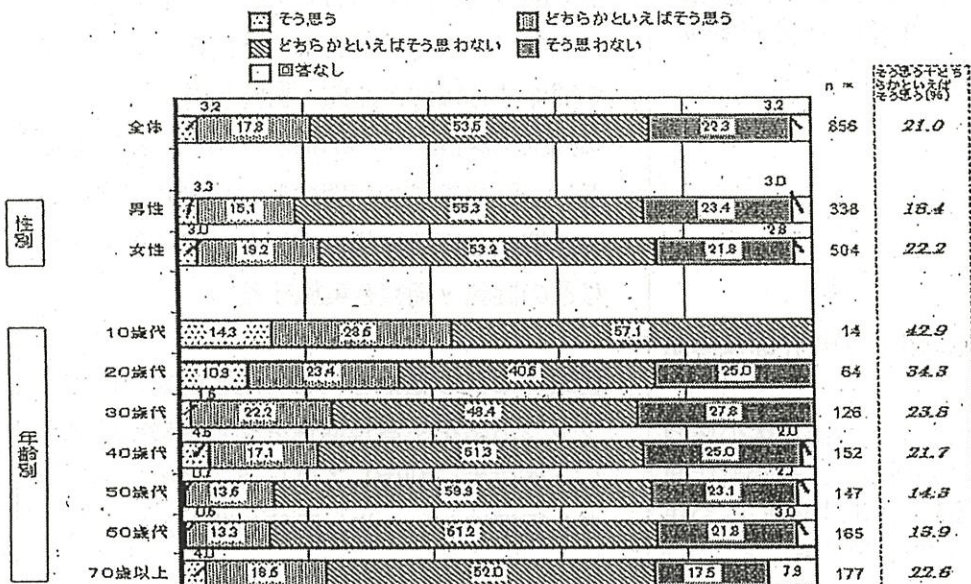 そう思う
どちらかといえばそう思う
どちらかといえばそう思わない
そう思わない
回答なし
そう思う+どち
らかといえば
そう思う(%)
n =
3.2 3.2
全体 17.8 53.5 22.3 856 21.0
3.3 3.0
性別
男性 15.1 55.3 23.4 338 18.4
3.0 2.8
女性 19.2 53.2 21.8 504 22.2
年齢別
10歳代 14.3 28.6 57.1 14 42.9
20歳代 10.9 23.4 40.6 25.0 64 34.3
1.6
30歳代 22.2 48.4 27.8 126 23.8
4.6 2.0
40歳代 17.1 51.3 25.0 152 21.7
0.7 2.7
50歳代 13.6 59.9 23.1 147 14.3
0.6 3.0
60歳代 13.3 61.2 21.8 165 13.9
4.0
70歳以上 18.6 52.0 17.5 7.9 177 22.6